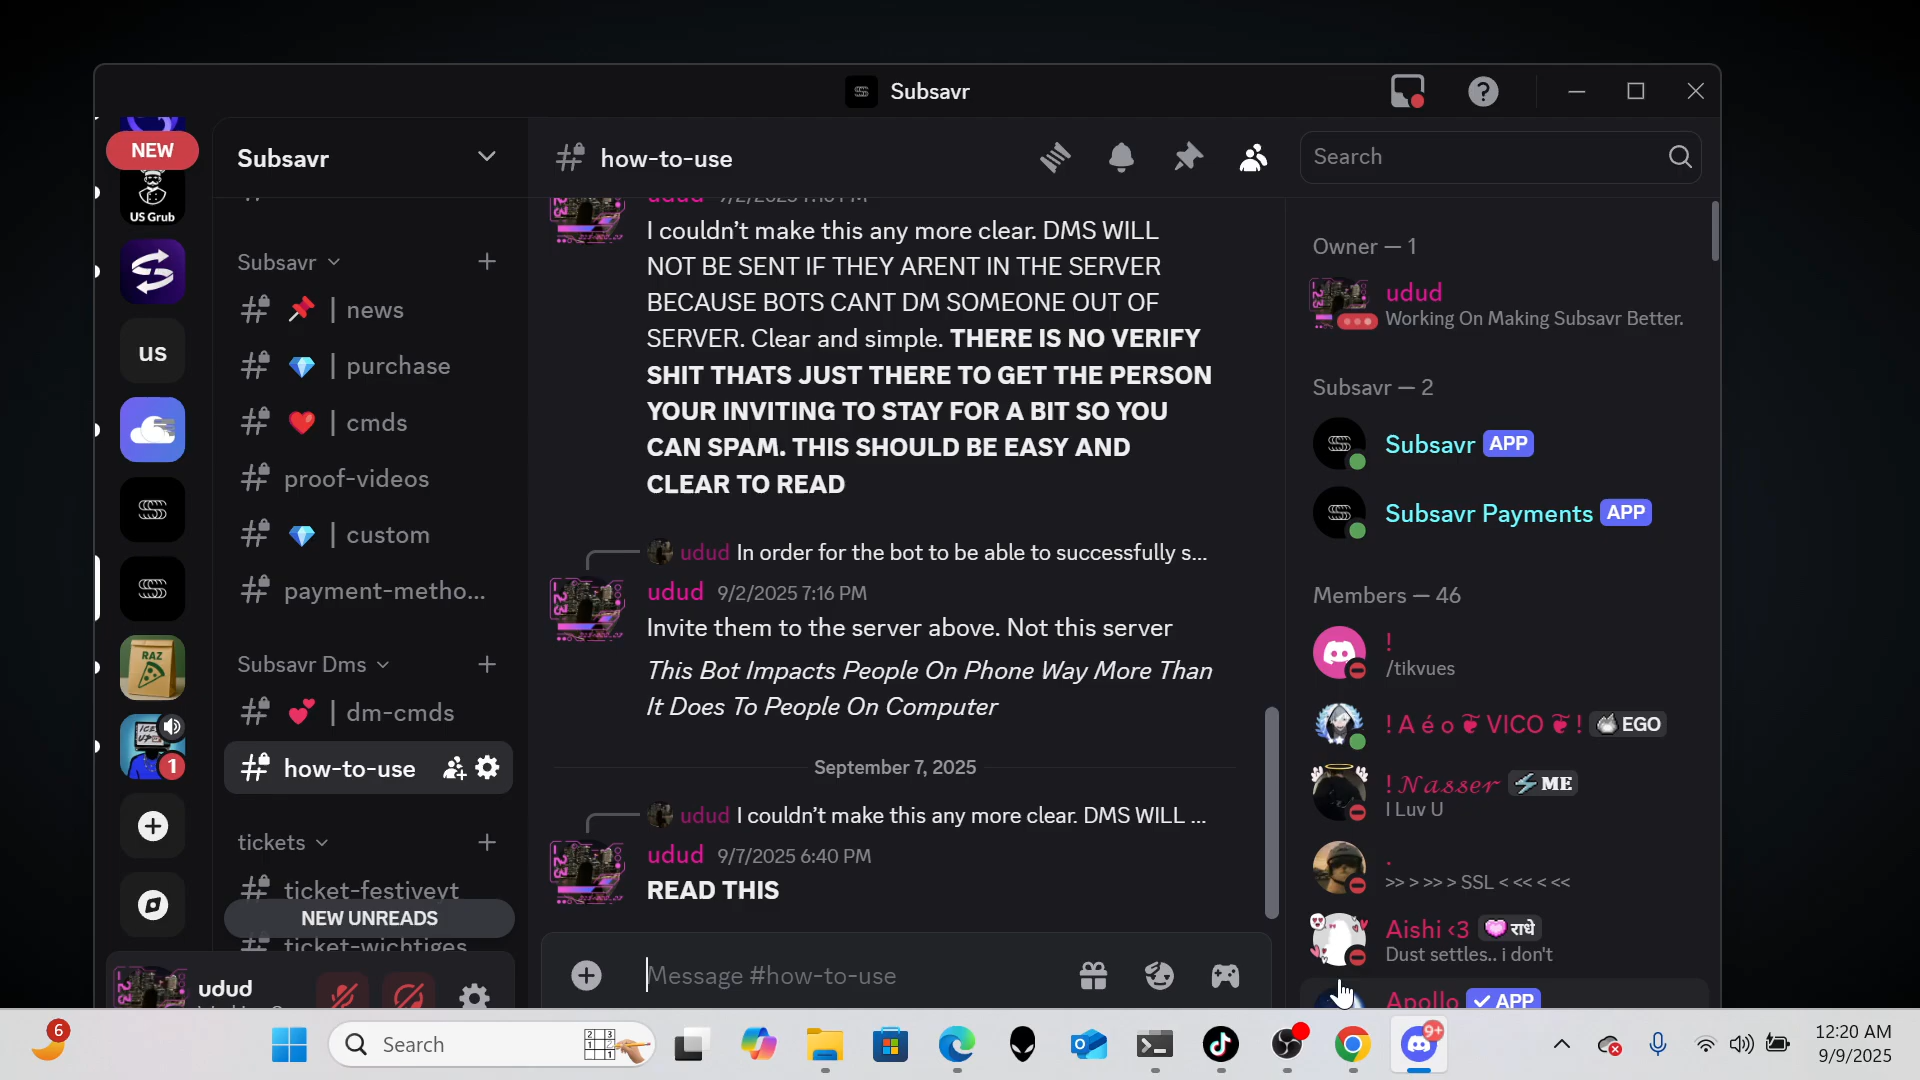 Subsavr
NEW
US Grub
us
RAZ
ICE
UP
1
Subsavr
Subsavr
📌 | news
💎 | purchase
❤️ | cmds
proof-videos
💎 | custom
payment-metho...
Subsavr Dms
💕 | dm-cmds
how-to-use
tickets
ticket-festiveyt
NEW UNREADS
ticket-wichtiges
udud
how-to-use
Search
udud
I couldn’t make this any more clear. DMS WILL
NOT BE SENT IF THEY ARENT IN THE SERVER
BECAUSE BOTS CANT DM SOMEONE OUT OF
SERVER. Clear and simple. THERE IS NO VERIFY
SHIT THATS JUST THERE TO GET THE PERSON
YOUR INVITING TO STAY FOR A BIT SO YOU
CAN SPAM. THIS SHOULD BE EASY AND
CLEAR TO READ
udud In order for the bot to be able to successfully s...
udud 9/2/2025 7:16 PM
Invite them to the server above. Not this server
This Bot Impacts People On Phone Way More Than
It Does To People On Computer
September 7, 2025
udud I couldn’t make this any more clear. DMS WILL ...
udud 9/7/2025 6:40 PM
READ THIS
Message #how-to-use
Owner — 1
udud
Working On Making Subsavr Better.
Subsavr — 2
Subsavr APP
Subsavr Payments APP
Members — 46
!
/tikvues
! A é o ❦ VICO ❦ ! EGO
! 𝓝𝓪𝓼𝓼𝓮𝓻 ⚡ME
I Luv U
.
>> > >> > SSL < << < <<
Aishi <3 राधे
Dust settles.. i don't
Apollo ✓ APP
6
Search
9+
12:20 AM
9/9/2025